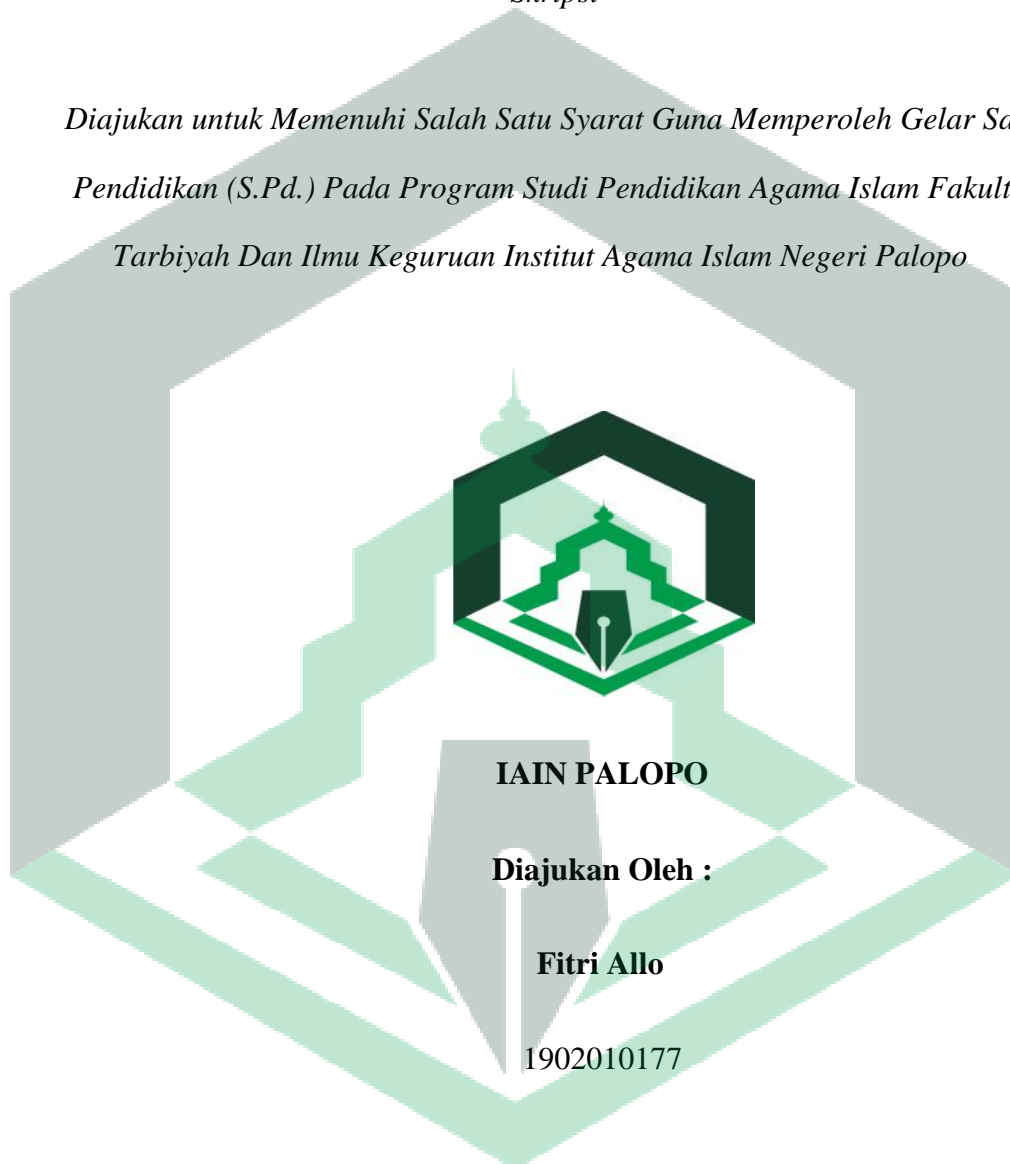 Skripsi
Diajukan untuk Memenuhi Salah Satu Syarat Guna Memperoleh Gelar Sa
Pendidikan (S.Pd.) Pada Program Studi Pendidikan Agama Islam Fakult
Tarbiyah Dan Ilmu Keguruan Institut Agama Islam Negeri Palopo
IAIN PALOPO
Diajukan Oleh :
Fitri Allo
1902010177